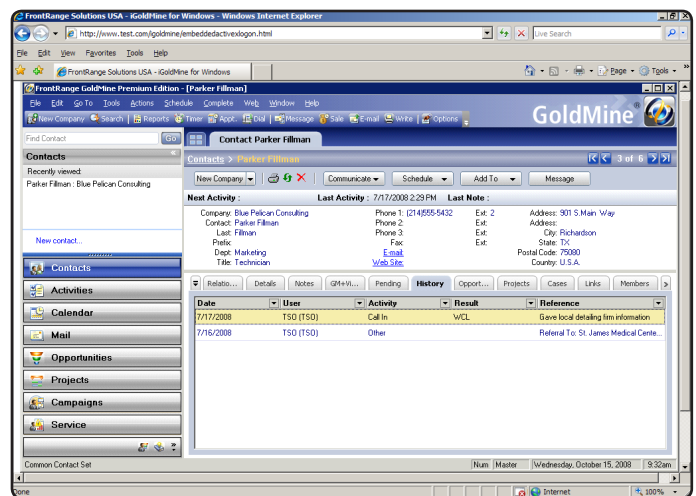 FrontRange Solutions USA - iGoldMine for Windows - Windows Internet Explorer
http://www.test.com/igoldmine/embeddedactivexlogon.html
Live Search
File Edit View Favorites Tools Help
FrontRange Solutions USA - iGoldMine for Windows
Page Tools
FrontRange GoldMine Premium Edition - [Parker Fillman]
File Edit Go To Tools Actions Schedule Complete Web Window Help
New Company Search Reports Timer Appt. Dial Message Sale E-mail Write Options
GoldMine®
Find Contact Go
Contact Parker Fillman
Contacts
Contacts > Parker Fillman 3 of 6
Recently viewed:
Parker Fillman : Blue Pelican Consulting
New Company Communicate Schedule Add To Message
Next Activity : Last Activity : 7/17/2008 2:29 PM Last Note :
Company: Blue Pelican Consulting Phone 1: (214)555-5432 Ext: 2 Address: 901 S.Main Way
Contact: Parker Fillman Phone 2: Ext: Address:
Last: Fillman Phone 3: Ext: City: Richardson
Prefix: Fax: Ext: State: TX
Dept: Marketing E-mail: Postal Code: 75080
Title: Technician Web Site: Country: U.S.A.
New contact...
Contacts
Activities
Calendar
Mail
Opportunities
Projects
Campaigns
Service
Relatio... Details Notes GM+Vi... Pending History Opport... Projects Cases Links Members
Date User Activity Result Reference
7/17/2008 TSO (TSO) Call In WCL Gave local detailing firm information
7/16/2008 TSO (TSO) Other Referral To: St. James Medical Cente...
Common Contact Set Num Master Wednesday, October 15, 2008 9:32am
Done Internet 100%